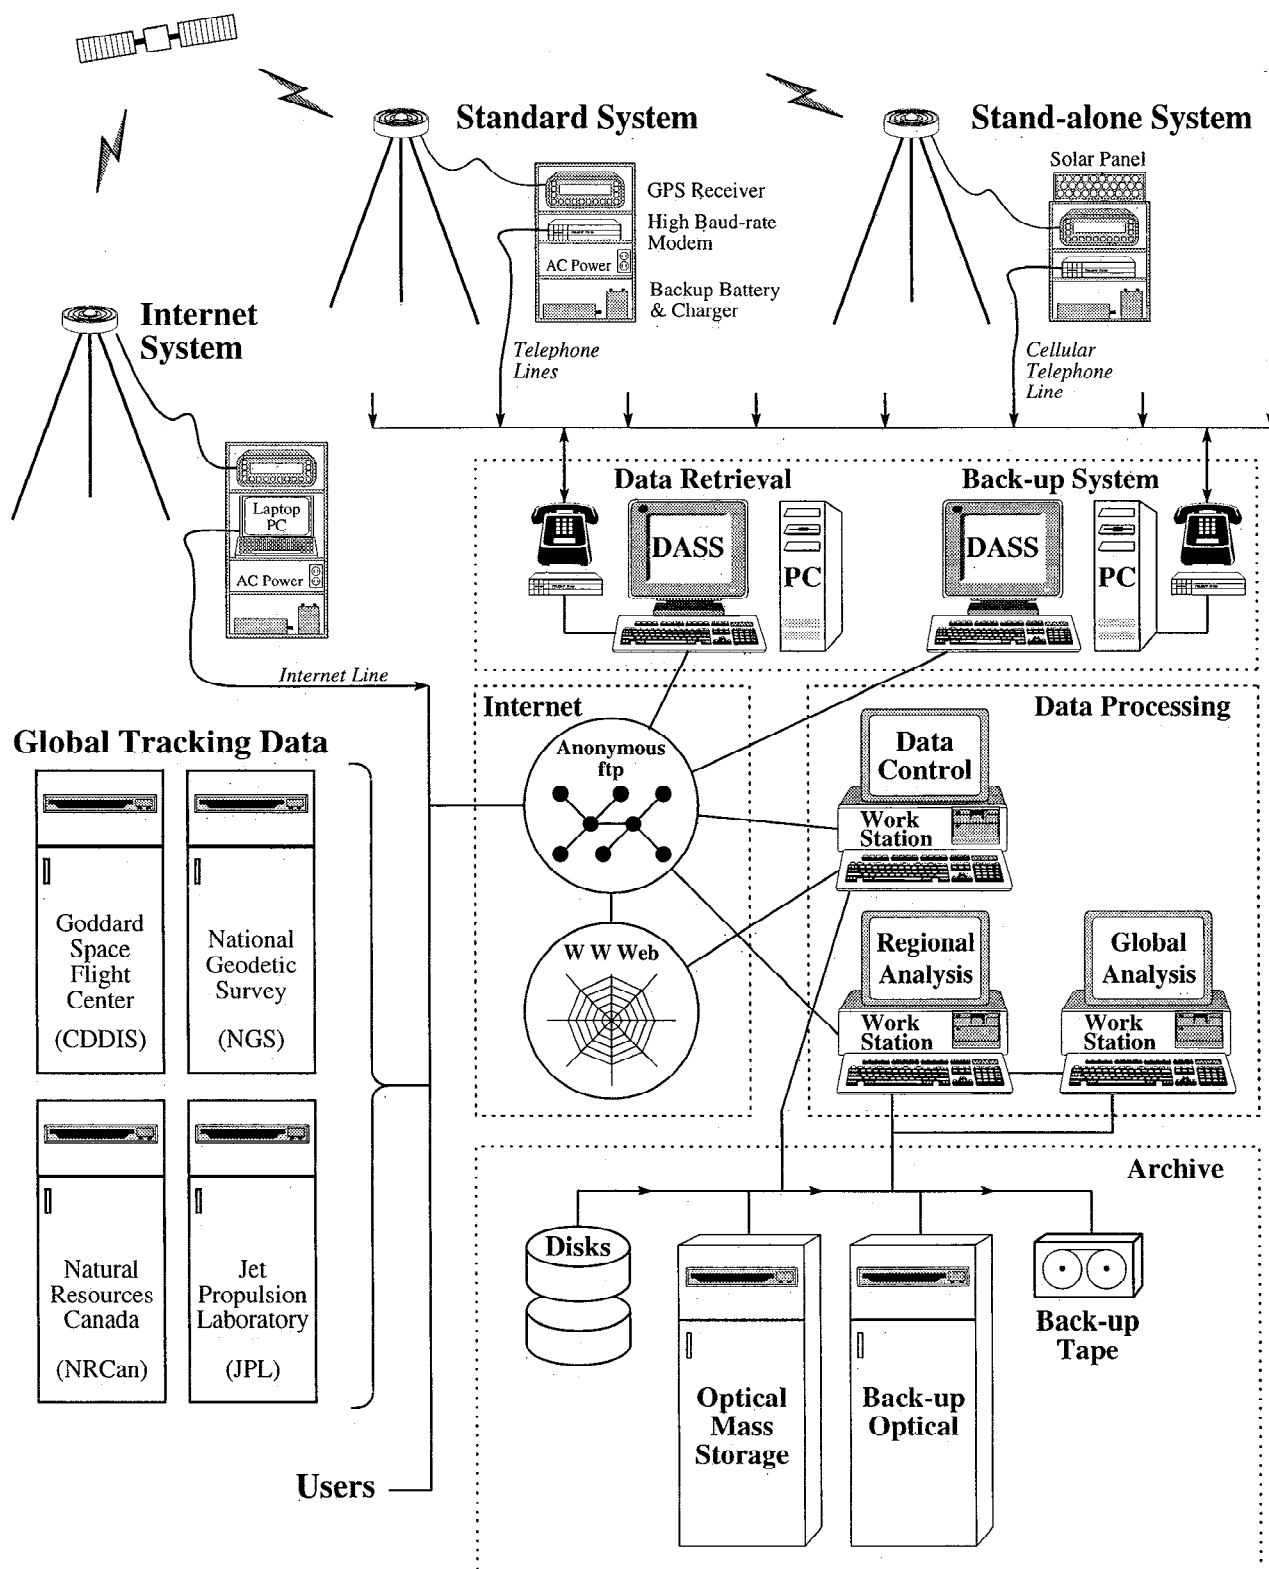 Standard System
Stand-alone System
Solar Panel
GPS Receiver
High Baud-rate
Modem
AC Power
Backup Battery
& Charger
Internet
System
Telephone
Lines
Cellular
Telephone
Line
Laptop
PC
AC Power
Internet Line
Data Retrieval
Back-up System
DASS
PC
DASS
PC
Internet
Anonymous
ftp
W W Web
Data Processing
Data
Control
Work
Station
Regional
Analysis
Work
Station
Global
Analysis
Work
Station
Global Tracking Data
Goddard
Space
Flight
Center
(CDDIS)
National
Geodetic
Survey
(NGS)
Natural
Resources
Canada
(NRCan)
Jet
Propulsion
Laboratory
(JPL)
Users
Archive
Disks
Optical
Mass
Storage
Back-up
Optical
Back-up
Tape